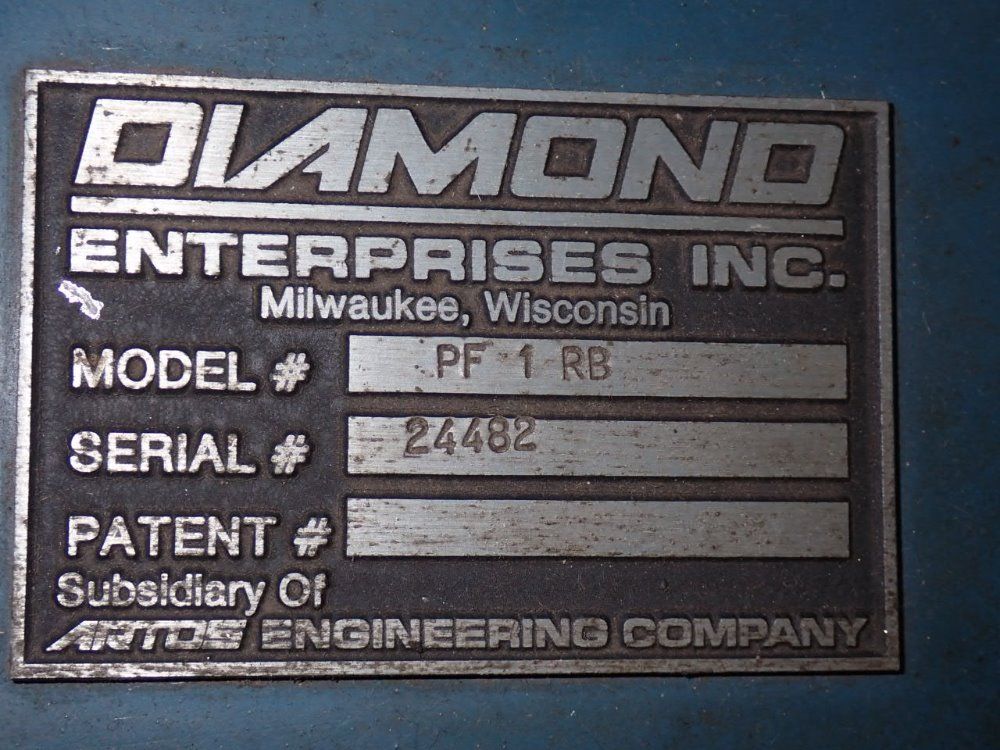 DIAMOND
ENTERPRISES INC.
Milwaukee, Wisconsin
MODEL # PF 1 RB
SERIAL # 24482
PATENT #
Subsidiary Of
ARTOS ENGINEERING COMPANY